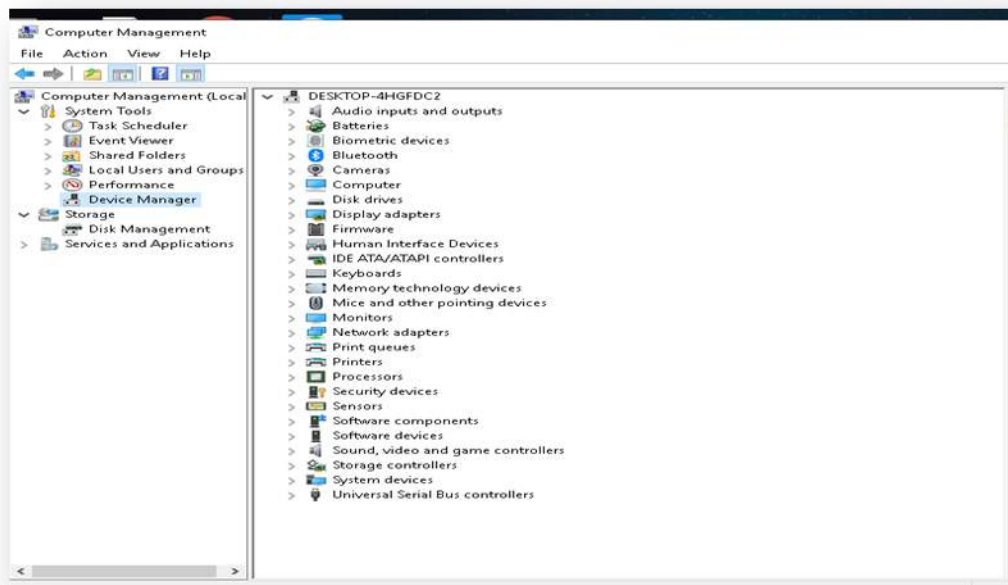 Computer Management
File Action View Help
Computer Management (Local
System Tools
Task Scheduler
Event Viewer
Shared Folders
Local Users and Groups
Performance
Device Manager
Storage
Disk Management
Services and Applications
DESKTOP-4HGFDC2
Audio inputs and outputs
Batteries
Biometric devices
Bluetooth
Cameras
Computer
Disk drives
Display adapters
Firmware
Human Interface Devices
IDE ATA/ATAPI controllers
Keyboards
Memory technology devices
Mice and other pointing devices
Monitors
Network adapters
Print queues
Printers
Processors
Security devices
Sensors
Software components
Software devices
Sound, video and game controllers
Storage controllers
System devices
Universal Serial Bus controllers